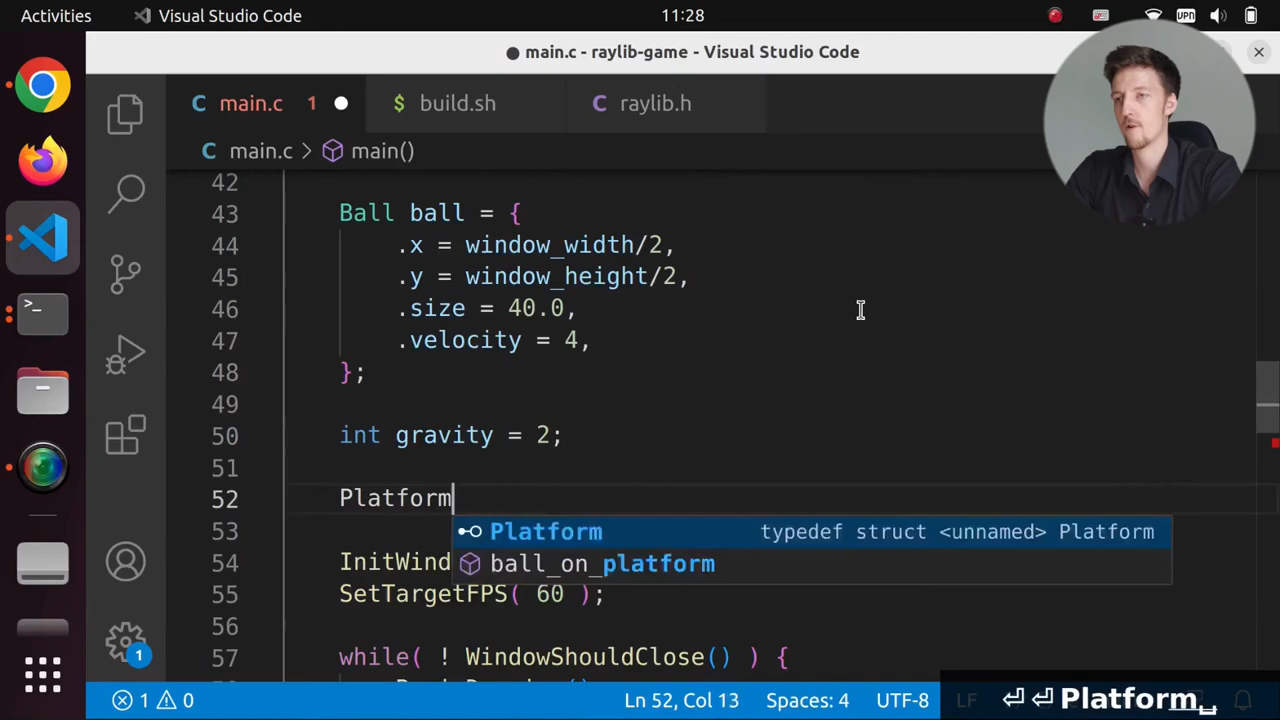 Activities
Visual Studio Code
11:28
VPN
● main.c - raylib-game - Visual Studio Code
C main.c 1
$ build.sh
C raylib.h
C main.c > main()
42
43 Ball ball = {
44 .x = window_width/2,
45 .y = window_height/2,
46 .size = 40.0,
47 .velocity = 4,
48 };
49
50 int gravity = 2;
51
52 Platform
53 Platform typedef struct <unnamed> Platform
ball_on_platform
54 InitWind
55 SetTargetFPS( 60 );
56
57 while( ! WindowShouldClose() ) {
1
1 0
Ln 52, Col 13
Spaces: 4
UTF-8
LF
⏎ ⏎ Platform␣